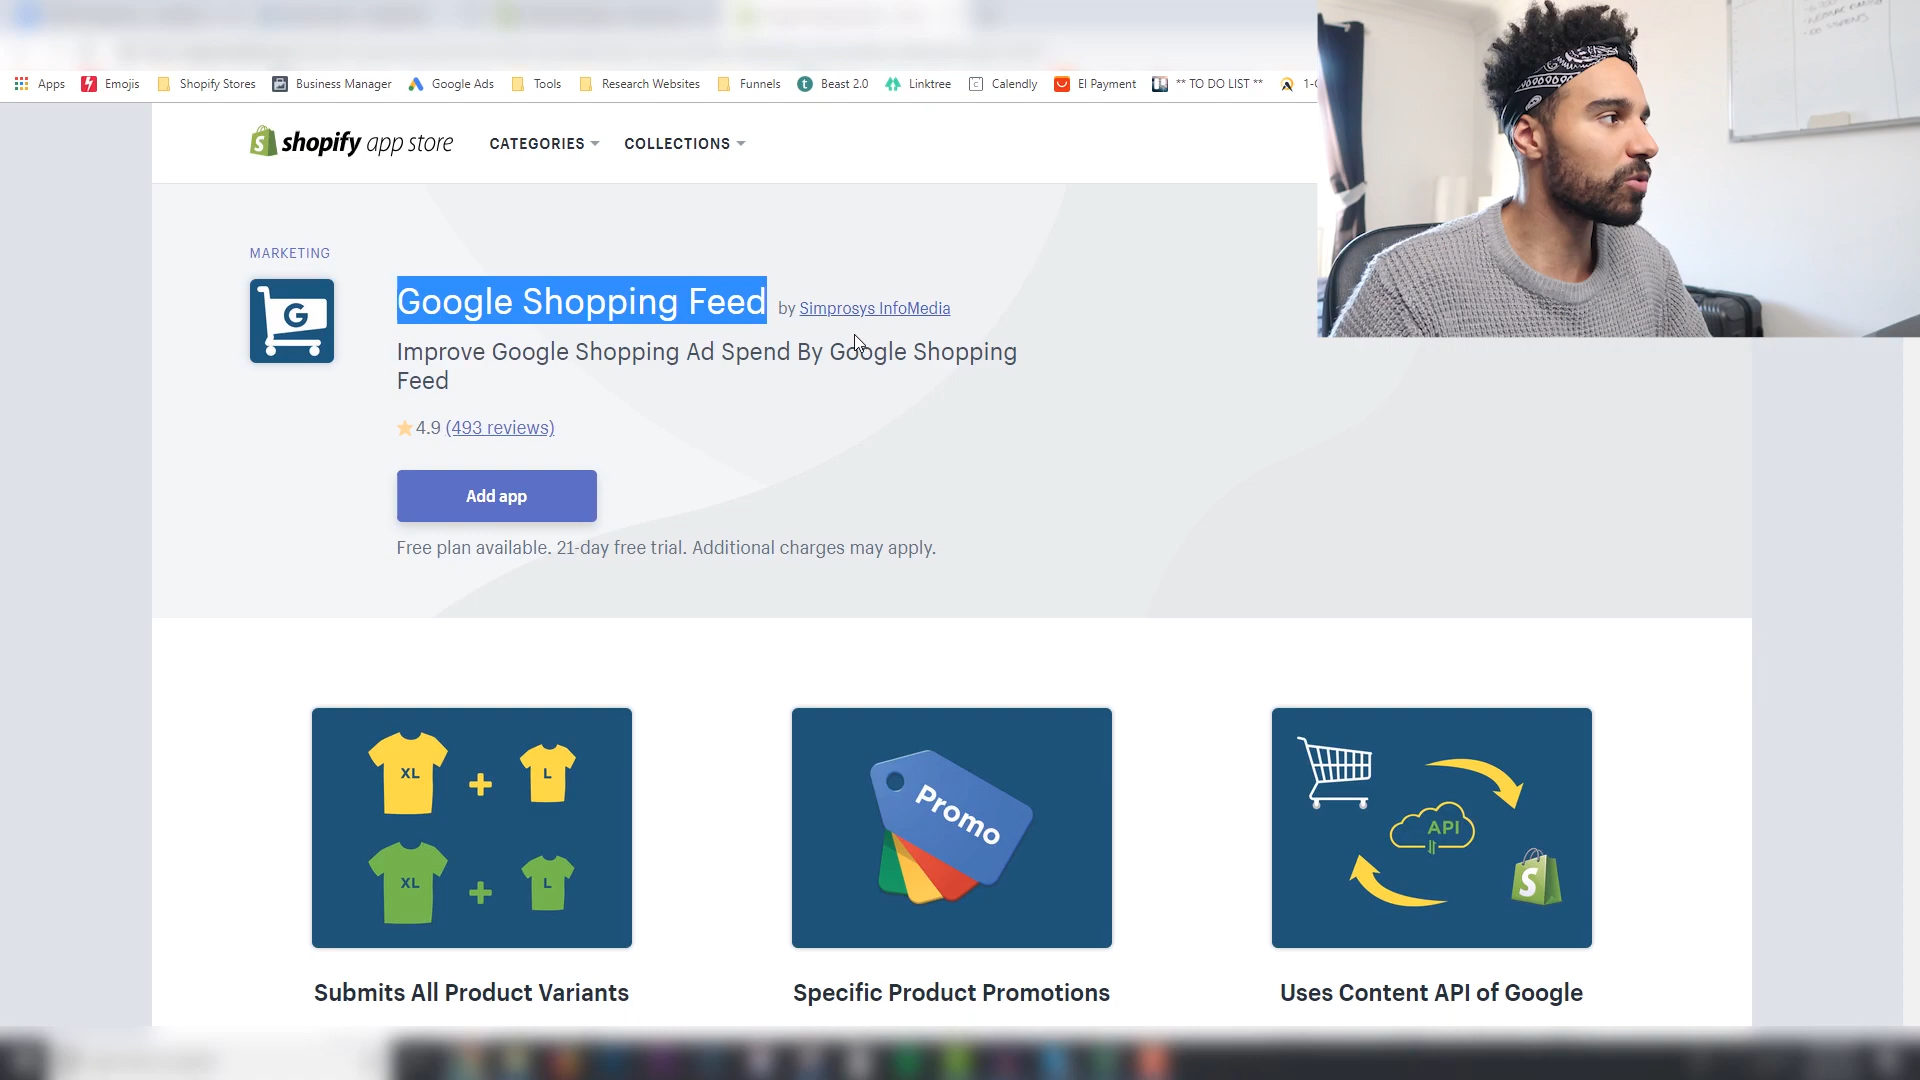 Apps Emojis Shopify Stores Business Manager Google Ads Tools Research Websites Funnels Beast 2.0 Linktree Calendly EI Payment ** TO DO LIST **
shopify app store CATEGORIES COLLECTIONS
MARKETING
G
Google Shopping Feed by Simprosys InfoMedia
Improve Google Shopping Ad Spend By Google Shopping
Feed
4.9 (493 reviews)
Add app
Free plan available. 21-day free trial. Additional charges may apply.
XL + L
XL + L
Promo
API
S
Submits All Product Variants
Specific Product Promotions
Uses Content API of Google